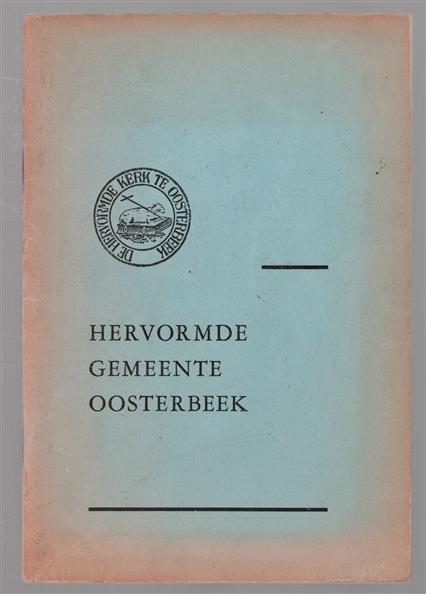 DE HERVORMDE KERK TE OOSTERBEEK
HERVORMDE
GEMEENTE
OOSTERBEEK